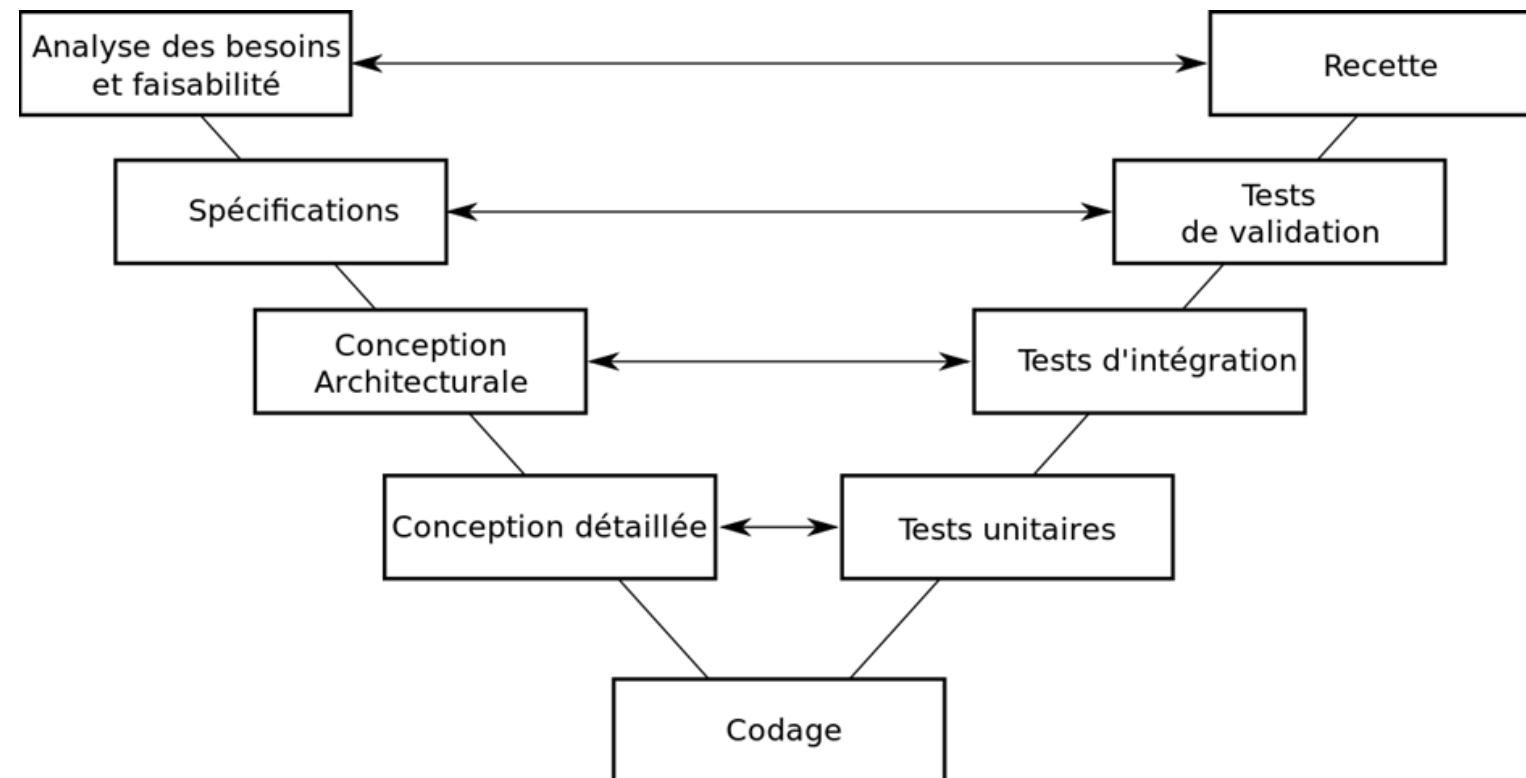 Analyse des besoins
et faisabilité
Recette
Spécifications
Tests
de validation
Conception
Architecturale
Tests d'intégration
Conception détaillée
Tests unitaires
Codage